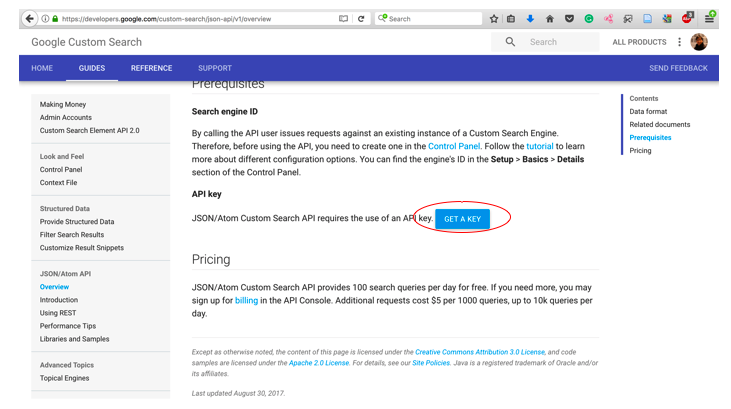 https://developers.google.com/custom-search/json-api/v1/overview
Search
Google Custom Search
Search
ALL PRODUCTS
HOME
GUIDES
REFERENCE
SUPPORT
SEND FEEDBACK
Making Money
Admin Accounts
Custom Search Element API 2.0
Look and Feel
Control Panel
Context File
Structured Data
Provide Structured Data
Filter Search Results
Customize Result Snippets
JSON/Atom API
Overview
Introduction
Using REST
Performance Tips
Libraries and Samples
Advanced Topics
Topical Engines
Prerequisites
Search engine ID
By calling the API user issues requests against an existing instance of a Custom Search Engine.
Therefore, before using the API, you need to create one in the Control Panel. Follow the tutorial to learn
more about different configuration options. You can find the engine's ID in the Setup > Basics > Details
section of the Control Panel.
API key
JSON/Atom Custom Search API requires the use of an API key. GET A KEY
Pricing
JSON/Atom Custom Search API provides 100 search queries per day for free. If you need more, you may
sign up for billing in the API Console. Additional requests cost $5 per 1000 queries, up to 10k queries per
day.
Except as otherwise noted, the content of this page is licensed under the Creative Commons Attribution 3.0 License, and code
samples are licensed under the Apache 2.0 License. For details, see our Site Policies. Java is a registered trademark of Oracle and/or
its affiliates.
Last updated August 30, 2017.
Contents
Data format
Related documents
Prerequisites
Pricing